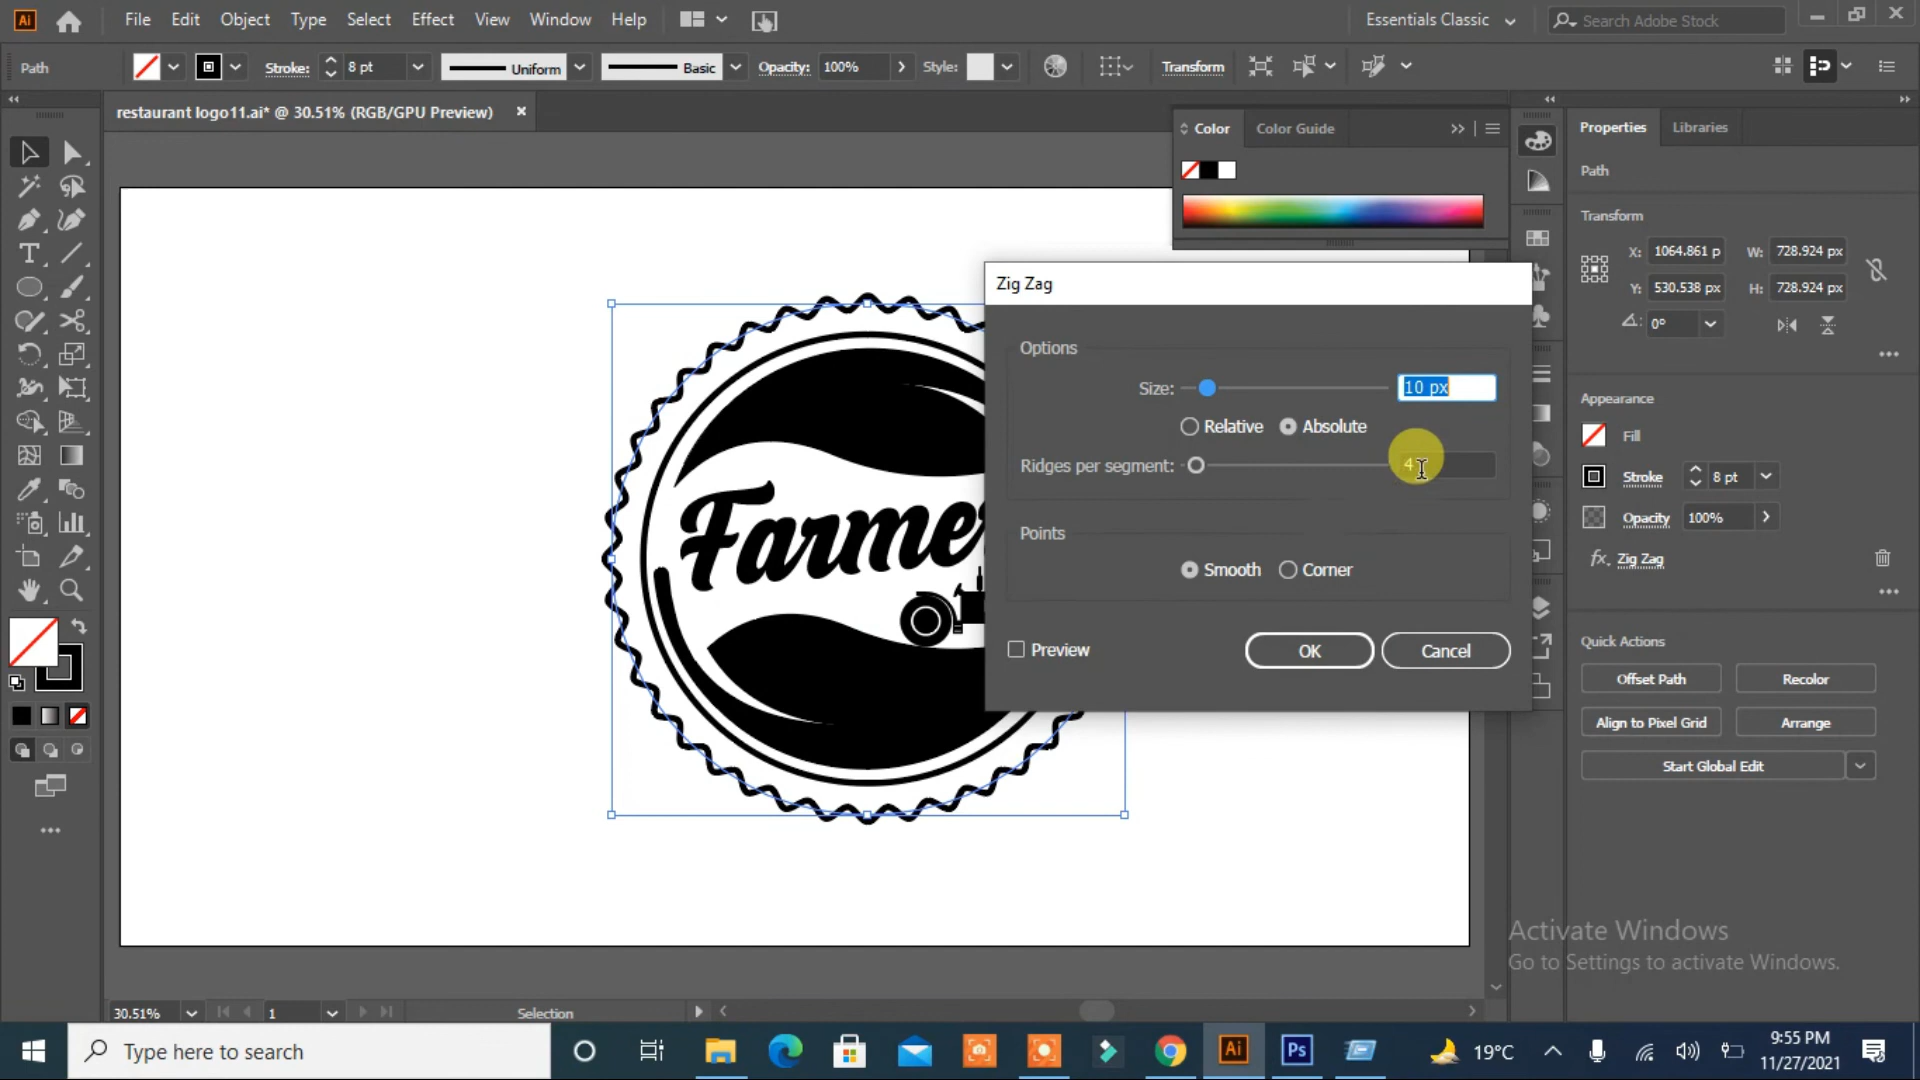 Ai File Edit Object Type Select Effect View Window Help Essentials Classic Search Adobe Stock
Path Stroke: 8 pt Uniform Basic Opacity: 100% Style: Transform
restaurant logo11.ai* @ 30.51% (RGB/GPU Preview) ×
Color Color Guide
Properties Libraries
Path
Transform
X: 1064.861 p W: 728.924 px
Y: 530.538 px H: 728.924 px
0°
Zig Zag
Options
Size: 10 px
Relative Absolute
Ridges per segment: 4
Points
Smooth Corner
Preview OK Cancel
Appearance
Fill
Stroke 8 pt
Opacity 100%
fx. Zig Zag
Quick Actions
Offset Path Recolor
Align to Pixel Grid Arrange
Start Global Edit
Activate Windows
Go to Settings to activate Windows.
30.51% 1 Selection
Type here to search
Ai Ps 19°C
9:55 PM
11/27/2021